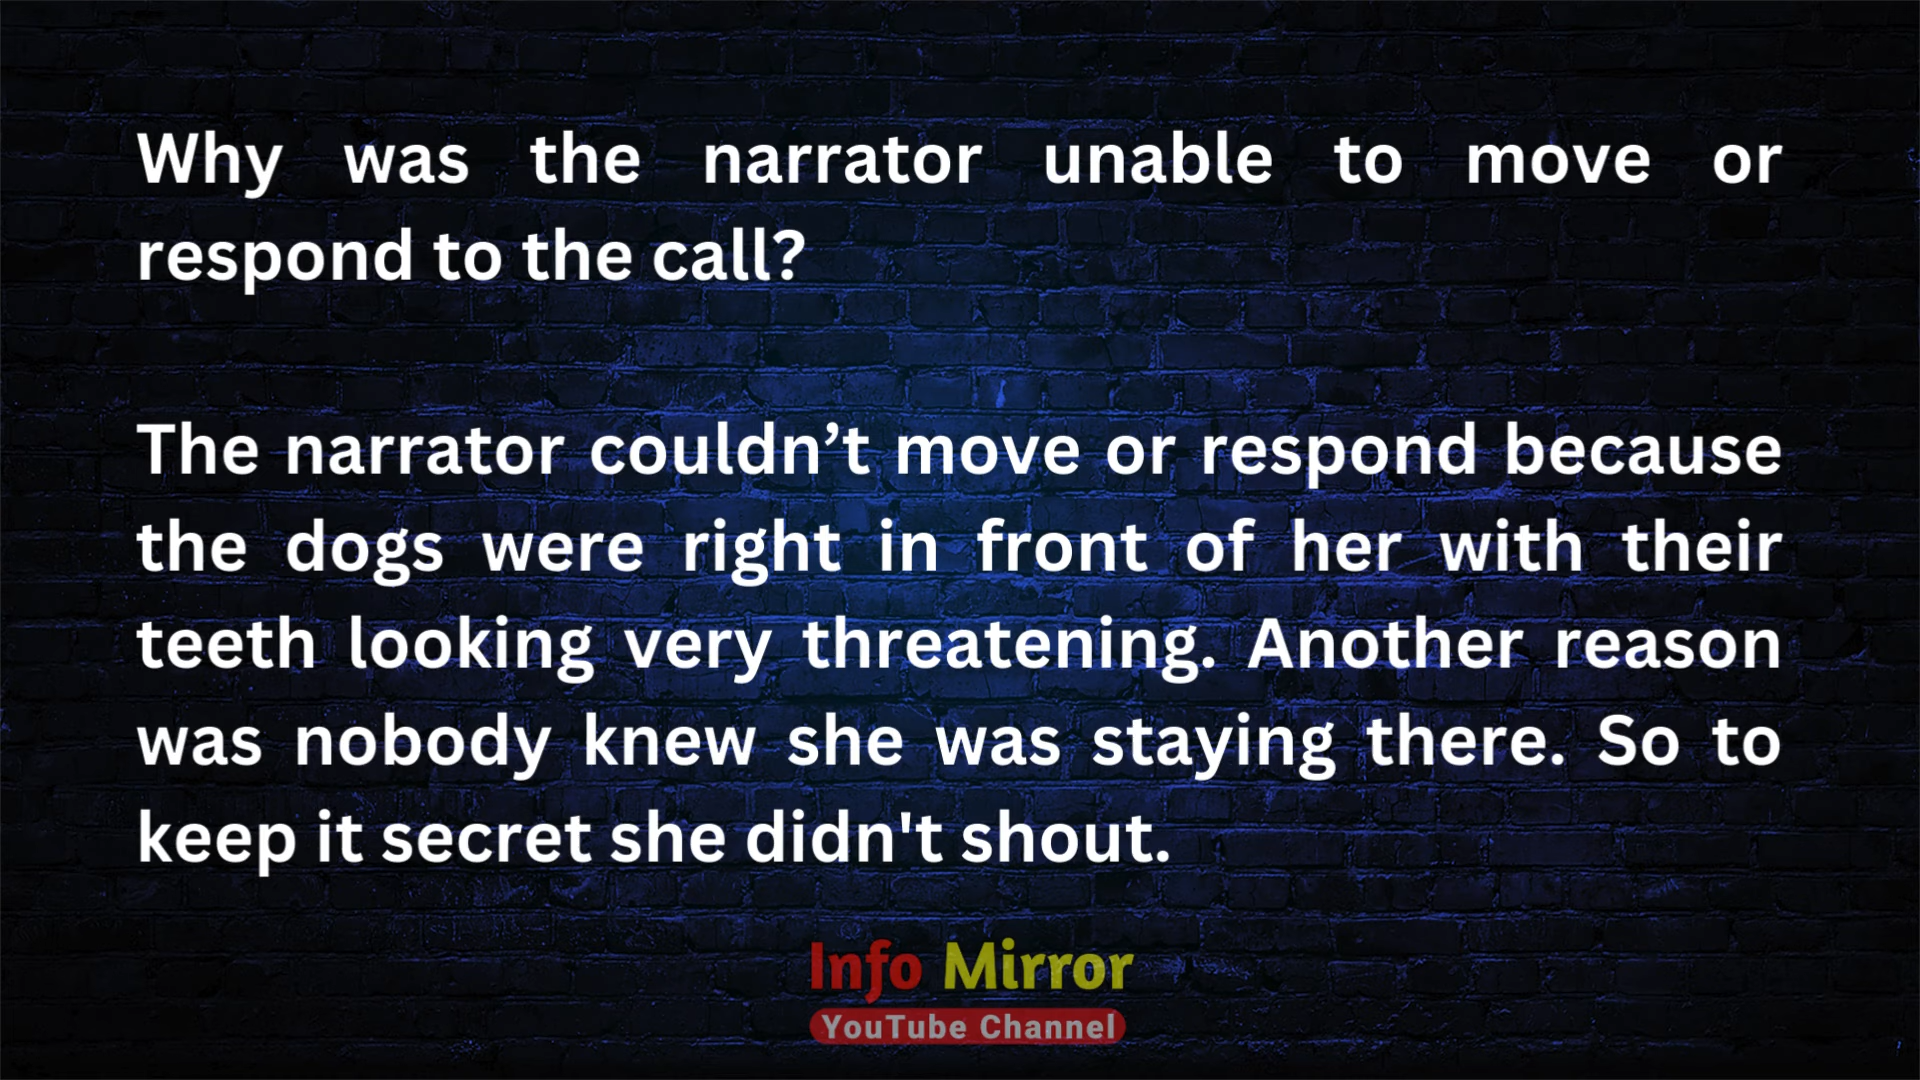 Why was the narrator unable to move or
respond to the call?
The narrator couldn’t move or respond because
the dogs were right in front of her with their
teeth looking very threatening. Another reason
was nobody knew she was staying there. So to
keep it secret she didn't shout.
Info Mirror
YouTube Channel